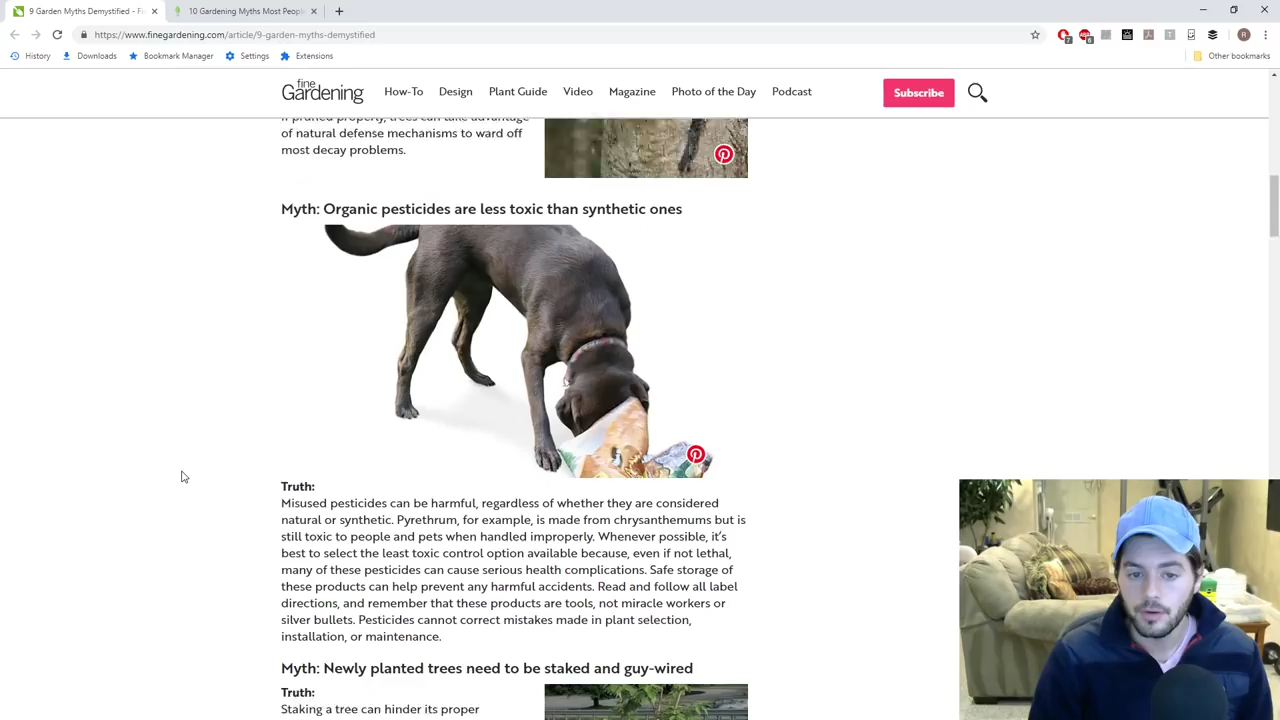 9 Garden Myths Demystified - Fi
10 Gardening Myths Most People
https://www.finegardening.com/article/9-garden-myths-demystified
History
Downloads
Bookmark Manager
Settings
Extensions
Other bookmarks
fine
Gardening
How-To
Design
Plant Guide
Video
Magazine
Photo of the Day
Podcast
Subscribe
If pruned properly, trees can take advantage
of natural defense mechanisms to ward off
most decay problems.
Myth: Organic pesticides are less toxic than synthetic ones
Truth:
Misused pesticides can be harmful, regardless of whether they are considered
natural or synthetic. Pyrethrum, for example, is made from chrysanthemums but is
still toxic to people and pets when handled improperly. Whenever possible, it's
best to select the least toxic control option available because, even if not lethal,
many of these pesticides can cause serious health complications. Safe storage of
these products can help prevent any harmful accidents. Read and follow all label
directions, and remember that these products are tools, not miracle workers or
silver bullets. Pesticides cannot correct mistakes made in plant selection,
installation, or maintenance.
Myth: Newly planted trees need to be staked and guy-wired
Truth:
Staking a tree can hinder its proper